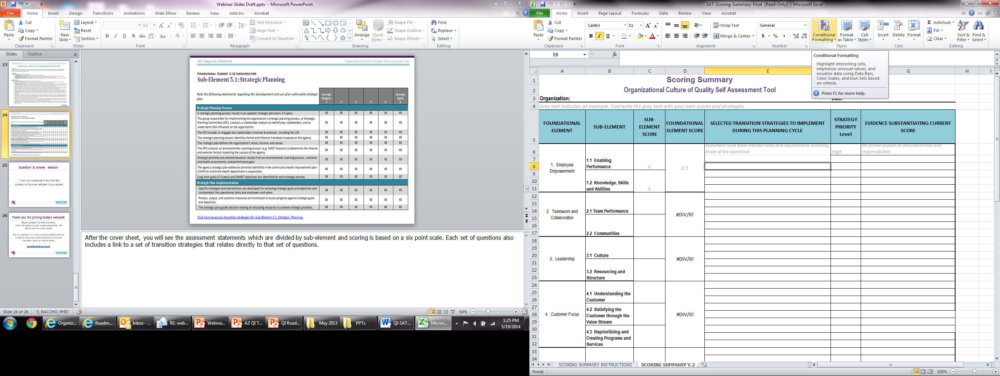 Webinar Slides Draft.pptx - Microsoft PowerPoint
File Home Insert Design Transitions Animations Slide Show Review View Add-Ins Acrobat
Paste
Cut
Copy
Format Painter
Clipboard
New
Slide
Layout
Reset
Section
Slides
12
Font
Text Direction
Align Text
Convert to SmartArt
Paragraph
Arrange
Quick
Styles
Shape Fill
Shape Outline
Shape Effects
Drawing
Find
Replace
Select
Editing
Slides Outline
23
24
25
Question & Answer Session
Type your questions in the Chat Box
located on the lower left side of your screen.
NACCHO
26
Thank you for joining today's webcast!
Please complete the brief evaluation,
which will appear on your screen momentarily and
will be sent via e-mail shortly!
NACCHO
SAT Diagnostic Statements
Organizational Culture of Quality Self-Assessment Tool
FOUNDATIONAL ELEMENT 5: QI INFRASTRUCTURE
Sub-Element 5.1: Strategic Planning
Rate the following statements regarding the development and use of an actionable strategic
plan.
Strongly
Disagree
1
2
3
4
5
Strongly
Agree
6
Strategic Planning Process
A strategic planning process results in an updated strategic plan every 3-5 years.
The group responsible for implementing the organization's strategic planning process, or Strategic
Planning Committee (SPC), conducts a stakeholder analysis to identify key stakeholders, and to
understand their influence on the organization.
The SPC includes or engages key stakeholders (internal & external), including the LGE.
The strategic planning process identifies formal and informal mandates imposed on the agency.
The strategic plan defines the organization's vision, mission, and values.
The SPC conducts an environmental scanning process (e.g. SWOT Analysis) to determine the internal
and external factors impacting the success of the agency.
Strategic priorities are selected based on results from an environmental scanning process, customer
and health assessments, and performance gaps.
The agency strategic plan addresses priorities identified in the community health improvement plan
(CHIP) for which the health department is responsible.
Long term goals (3-5 years) and SMART objectives are identified for each strategic priority.
Strategic Plan Implementation
Specific strategies and interventions are developed for achieving strategic goals and objectives and
incorporated into operational plans and employee work plans.
Process, output, and outcome measures are monitored to assess progress against strategic goals
and objectives.
The strategic plan guides decision making on allocating resources to achieve strategic priorities.
Click here to access transition strategies for Sub-Element 5.1: Strategic Planning.
After the cover sheet, you will see the assessment statements which are divided by sub-element and scoring is based on a six point scale. Each set of questions also
includes a link to a set of transition strategies that relates directly to that set of questions.
Slide 24 of 26 "3_NACCHO_PHIS" 64%
Organiz... Roadm... Inbox - ... RE: web... Webina... AZ QI T... QI Road... May 2013 PPTs QI-SAT... Micros...
1:25 PM
5/19/2014
SAT-Scoring-Summary-Final [Read-Only] - Microsoft Excel
File Home Insert Page Layout Formulas Data Review View Acrobat
Paste
Cut
Copy
Format Painter
Clipboard
Calibri 11
B I U
Font
Wrap Text
Merge & Center
Alignment
General
$ % ,
Number
Conditional
Formatting
Format
as Table
Cell
Styles
Styles
Insert Delete Format
Cells
AutoSum
Fill
Clear
Sort &
Filter
Find &
Select
Editing
E8
fx
Conditional Formatting
Highlight interesting cells,
emphasize unusual values, and
visualize data using Data Bars,
Color Scales, and Icon Sets based
on criteria.
Press F1 for more help.
A B C D E G H I
1 2 3 4 5 6 7 8 9 10 11 12 13 14 15 16 17 18 19 20 21 22 23 24 25 26 27 28 29 30 31 32 33 34
Scoring Summary
Organizational Culture of Quality Self Assessment Tool
Organization:
Date:
Grey text indicates an example. Overwrite the grey text with your own scores and strategies.
FOUNDATIONAL
ELEMENT
SUB-ELEMENT
SUB-
ELEMENT
SCORE
FOUNDATIONAL
ELEMENT SCORE
SELECTED TRANSITION STRATEGIES TO IMPLEMENT
DURING THIS PLANNING CYCLE
STRATEGY
PRIORITY
Level
EVIDENCE SUBSTANTIATING CURRENT
SCORE
1. Employee
Empowerment
1.1 Enabling
Performance
2
2.5
Document work team member roles and requirements including
those of the supervisor
High
No formal process to document roles and
responsibilities
1.2 Knowledge, Skills
and Abilities
3
2. Teamwork and
Collaboration
2.1 Team Performance
#DIV/0!
2.2 Communities
3. Leadership
3.1 Culture
#DIV/0!
3.2 Resourcing and
Structure
4. Customer Focus
4.1 Understanding the
Customer
4.2 Satisfying the
Customer through the
Value Stream
#DIV/0!
4.3 Reprioritizing and
Creating Programs and
Services
SCORING SUMMARY INSTRUCTIONS SCORING SUMMARY V.2
Ready
100%